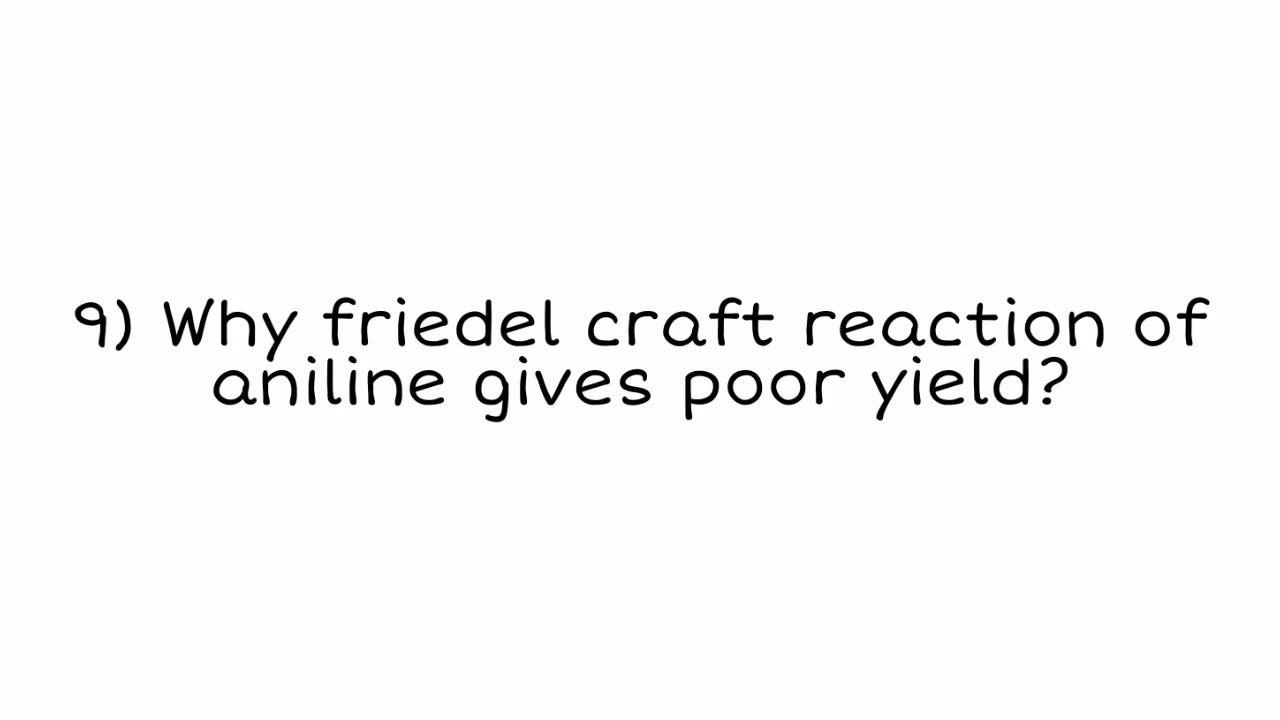 9) Why friedel craft reaction of
aniline gives poor yield?